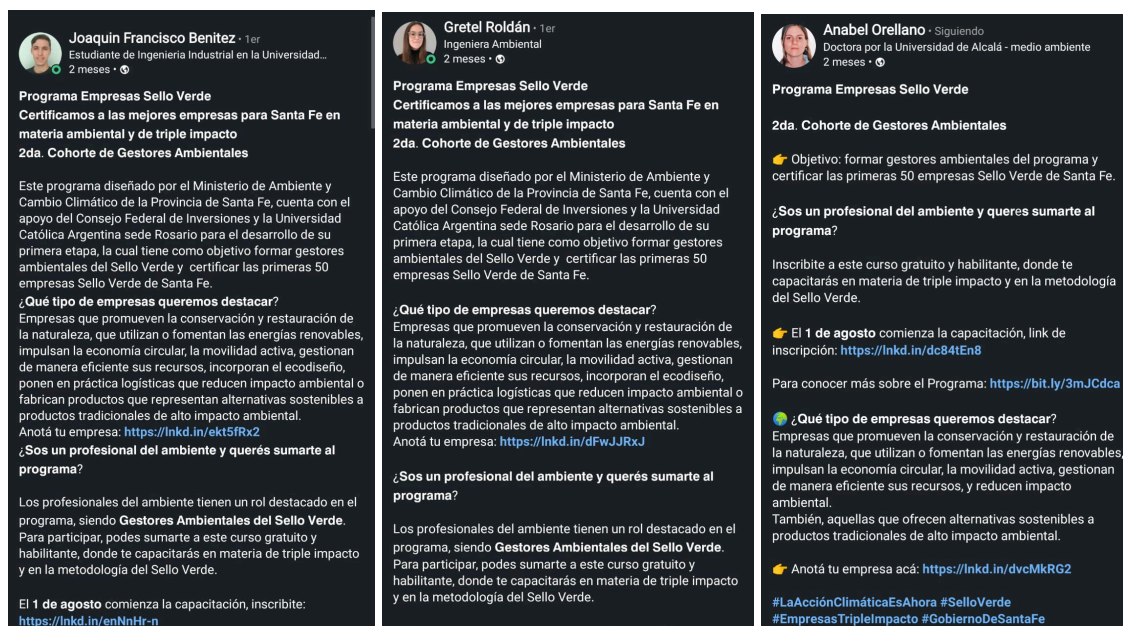 Joaquin Francisco Benitez · 1er
Estudiante de Ingenieria Industrial en la Universidad...
2 meses •
Programa Empresas Sello Verde
Certificamos a las mejores empresas para Santa Fe en
materia ambiental y de triple impacto
2da. Cohorte de Gestores Ambientales
Este programa diseñado por el Ministerio de Ambiente y
Cambio Climático de la Provincia de Santa Fe, cuenta con el
apoyo del Consejo Federal de Inversiones y la Universidad
Católica Argentina sede Rosario para el desarrollo de su
primera etapa, la cual tiene como objetivo formar gestores
ambientales del Sello Verde y certificar las primeras 50
empresas Sello Verde de Santa Fe.
¿Qué tipo de empresas queremos destacar?
Empresas que promueven la conservación y restauración de
la naturaleza, que utilizan o fomentan las energías renovables,
impulsan la economía circular, la movilidad activa, gestionan
de manera eficiente sus recursos, incorporan el ecodiseño,
ponen en práctica logísticas que reducen impacto ambiental o
fabrican productos que representan alternativas sostenibles a
productos tradicionales de alto impacto ambiental.
Anotá tu empresa: https://lnkd.in/ekt5fRx2
¿Sos un profesional del ambiente y querés sumarte al
programa?
Los profesionales del ambiente tienen un rol destacado en el
programa, siendo Gestores Ambientales del Sello Verde.
Para participar, podes sumarte a este curso gratuito y
habilitante, donde te capacitarás en materia de triple impacto
y en la metodología del Sello Verde.
El 1 de agosto comienza la capacitación, inscribite:
https://lnkd.in/enNnHr-n
Gretel Roldán · 1er
Ingeniera Ambiental
2 meses •
Programa Empresas Sello Verde
Certificamos a las mejores empresas para Santa Fe en
materia ambiental y de triple impacto
2da. Cohorte de Gestores Ambientales
Este programa diseñado por el Ministerio de Ambiente y
Cambio Climático de la Provincia de Santa Fe, cuenta con el
apoyo del Consejo Federal de Inversiones y la Universidad
Católica Argentina sede Rosario para el desarrollo de su
primera etapa, la cual tiene como objetivo formar gestores
ambientales del Sello Verde y certificar las primeras 50
empresas Sello Verde de Santa Fe.
¿Qué tipo de empresas queremos destacar?
Empresas que promueven la conservación y restauración de
la naturaleza, que utilizan o fomentan las energías renovables,
impulsan la economía circular, la movilidad activa, gestionan
de manera eficiente sus recursos, incorporan el ecodiseño,
ponen en práctica logísticas que reducen impacto ambiental o
fabrican productos que representan alternativas sostenibles a
productos tradicionales de alto impacto ambiental.
Anotá tu empresa: https://lnkd.in/dFwJJRxJ
¿Sos un profesional del ambiente y querés sumarte al
programa?
Los profesionales del ambiente tienen un rol destacado en el
programa, siendo Gestores Ambientales del Sello Verde.
Para participar, podes sumarte a este curso gratuito y
habilitante, donde te capacitarás en materia de triple impacto
y en la metodología del Sello Verde.
Anabel Orellano · Siguiendo
Doctora por la Universidad de Alcalá - medio ambiente
2 meses •
Programa Empresas Sello Verde
2da. Cohorte de Gestores Ambientales
👉 Objetivo: formar gestores ambientales del programa y
certificar las primeras 50 empresas Sello Verde de Santa Fe.
¿Sos un profesional del ambiente y queres sumarte al
programa?
Inscribite a este curso gratuito y habilitante, donde te
capacitarás en materia de triple impacto y en la metodología
del Sello Verde.
👉 El 1 de agosto comienza la capacitación, link de
inscripción: https://lnkd.in/dc84tEn8
Para conocer más sobre el Programa: https://bit.ly/3mJCdca
🌍 ¿Qué tipo de empresas queremos destacar?
Empresas que promueven la conservación y restauración de
la naturaleza, que utilizan o fomentan las energías renovables,
impulsan la economía circular, la movilidad activa, gestionan
de manera eficiente sus recursos, y reducen impacto
ambiental.
También, aquellas que ofrecen alternativas sostenibles a
productos tradicionales de alto impacto ambiental.
👉 Anotá tu empresa acá: https://lnkd.in/dvcMkRG2
#LaAcciónClimáticaEsAhora #SelloVerde
#EmpresasTripleImpacto #GobiernoDeSantaFe